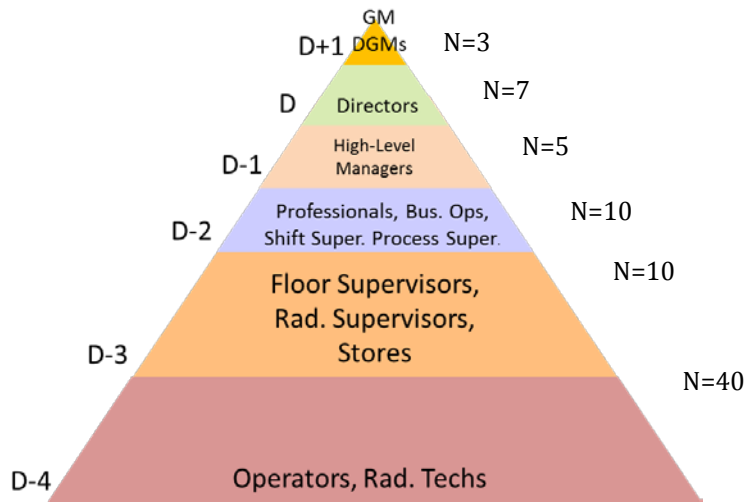 GM
D+1 DGMs N=3
D Directors N=7
D-1 High-Level
Managers N=5
D-2 Professionals, Bus. Ops,
Shift Super. Process Super. N=10
D-3 Floor Supervisors,
Rad. Supervisors,
Stores N=10
D-4 Operators, Rad. Techs N=40